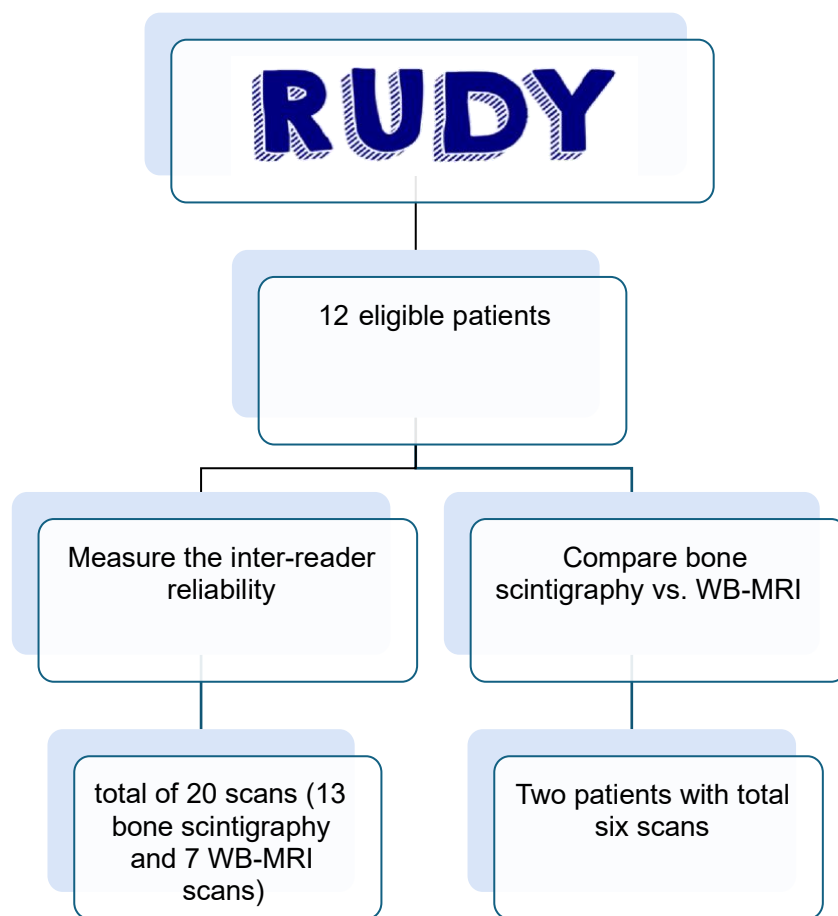 RUDY
12 eligible patients
Measure the inter-reader
reliability
Compare bone
scintigraphy vs. WB-MRI
total of 20 scans (13
bone scintigraphy
and 7 WB-MRI
scans)
Two patients with total
six scans